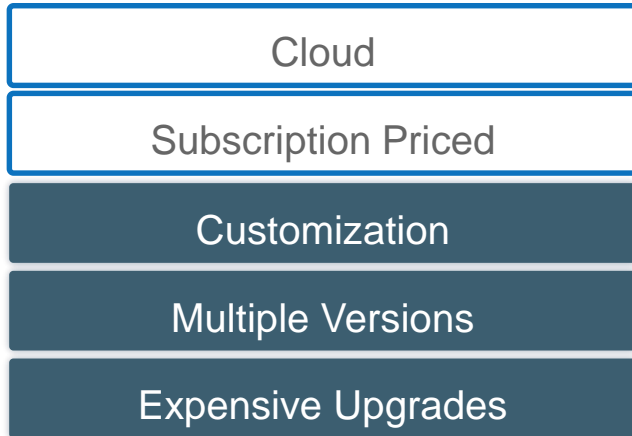 Cloud
Subscription Priced
Customization
Multiple Versions
Expensive Upgrades